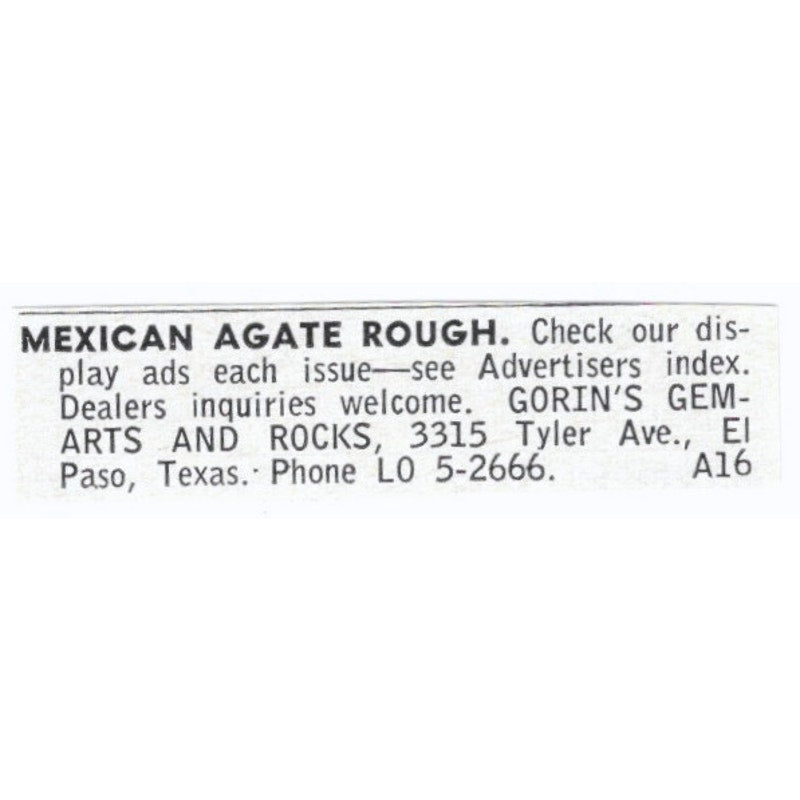 MEXICAN AGATE ROUGH. Check our dis-
play ads each issue—see Advertisers index.
Dealers inquiries welcome. GORIN'S GEM-
ARTS AND ROCKS, 3315 Tyler Ave., El
Paso, Texas. Phone LO 5-2666. A16